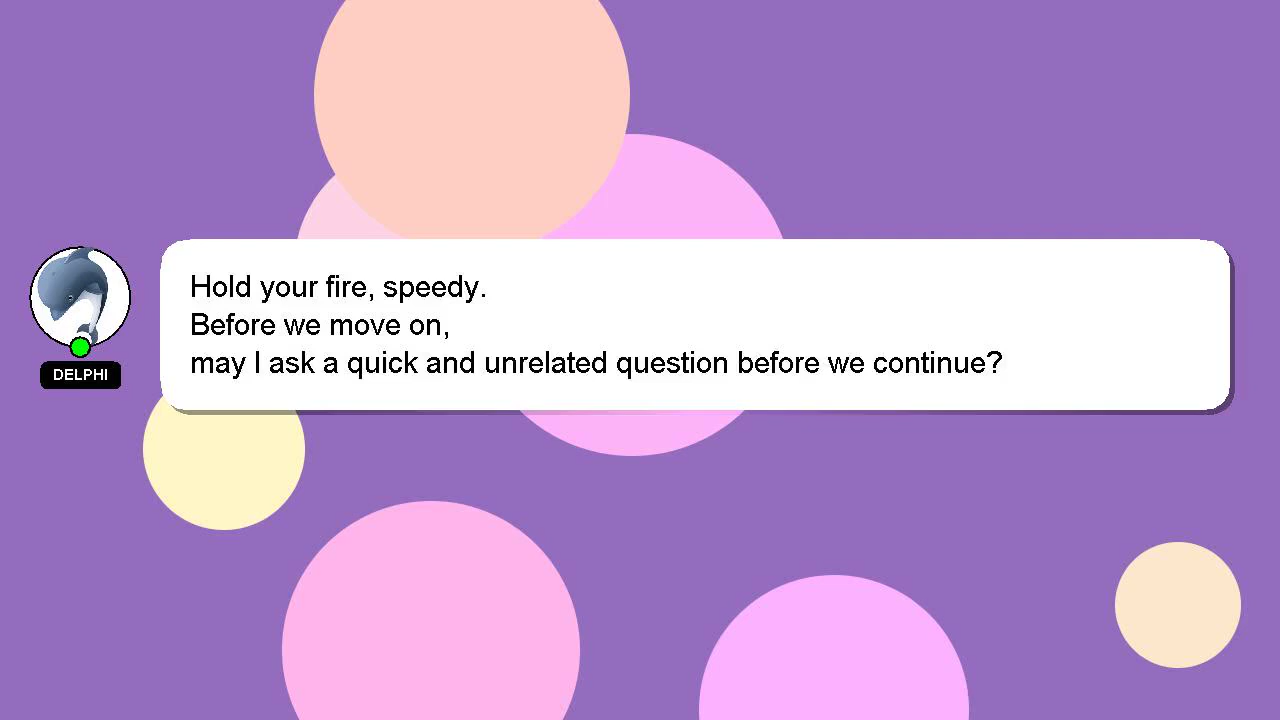 Hold your fire, speedy.
Before we move on,
may I ask a quick and unrelated question before we continue?
DELPHI